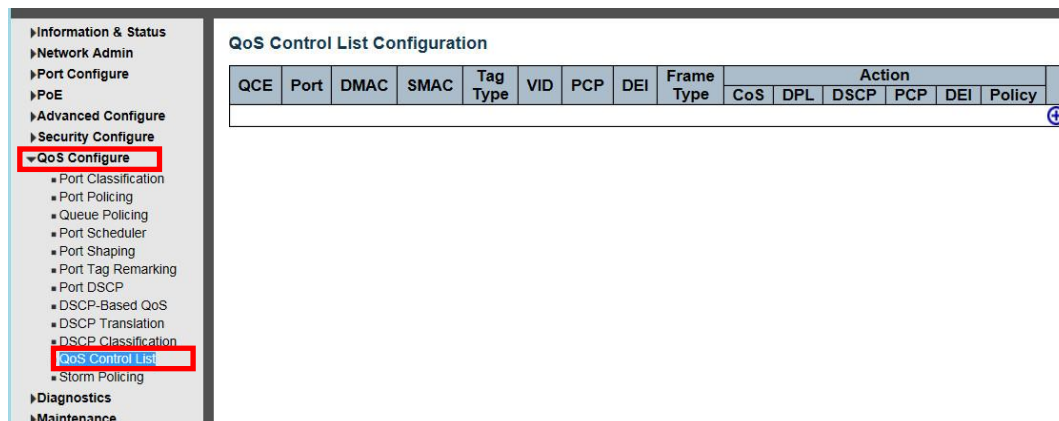 Information & Status
Network Admin
Port Configure
PoE
Advanced Configure
Security Configure
QoS Configure
Port Classification
Port Policing
Queue Policing
Port Scheduler
Port Shaping
Port Tag Remarking
Port DSCP
DSCP-Based QoS
DSCP Translation
DSCP Classification
QoS Control List
Storm Policing
Diagnostics
Maintenance
QoS Control List Configuration
QCE Port DMAC SMAC Tag Type VID PCP DEI Frame Type Action
CoS DPL DSCP PCP DEI Policy